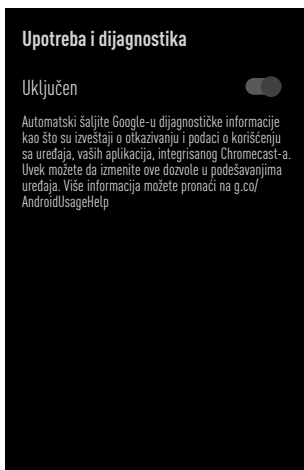 Upotreba i dijagnostika
Uključen
Automatski šaljite Google-u dijagnostičke informacije
kao što su izveštaji o otkazivanju i podaci o korišćenju
sa uređaja, vaših aplikacija, integrisanog Chromecast-a.
Uvek možete da izmenite ove dozvole u podešavanjima
uređaja. Više informacija možete pronaći na g.co/
AndroidUsageHelp